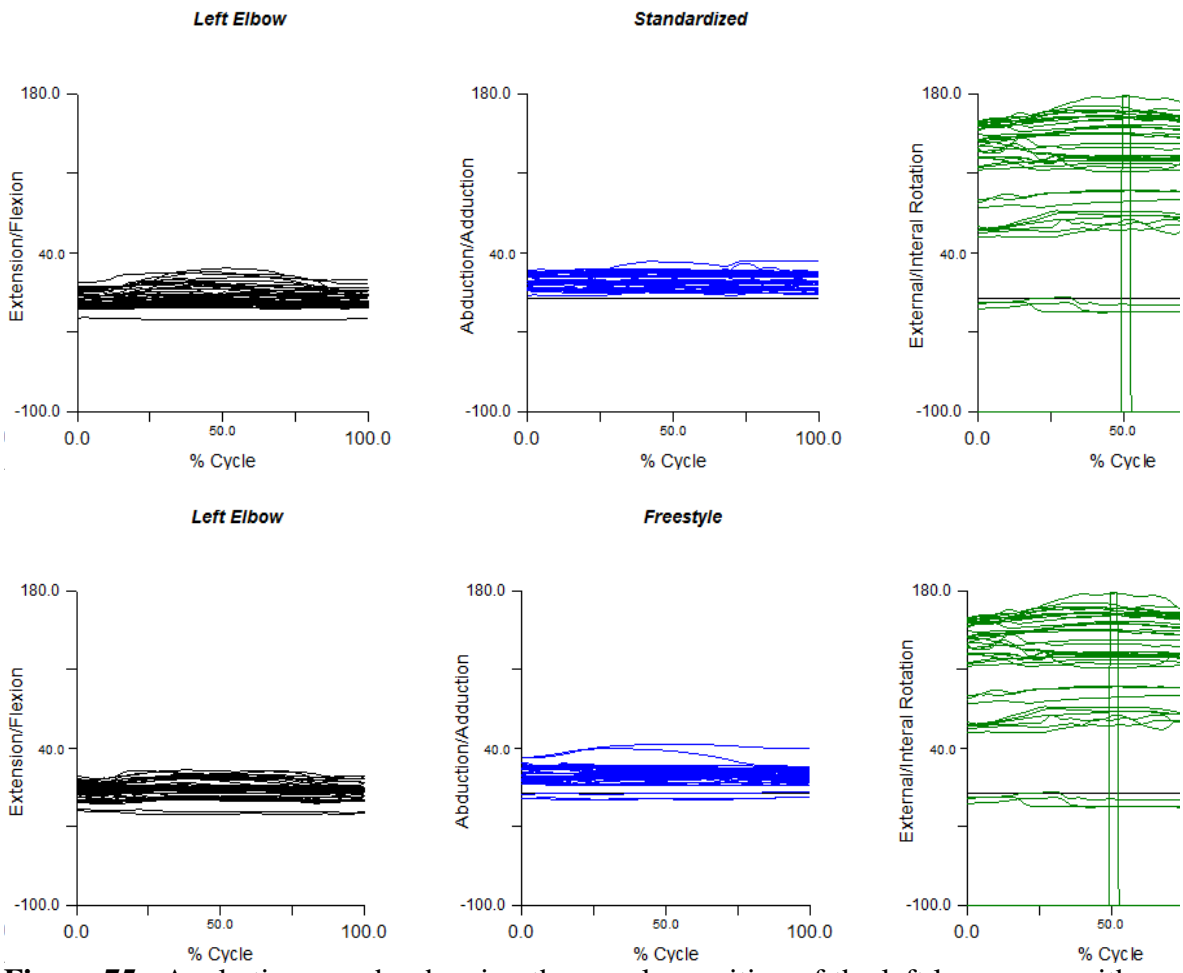 Left Elbow Standardized
180.0 180.0 180.0
Extension/Flexion Abduction/Adduction External/Interal Rotation
40.0 40.0 40.0
-100.0 -100.0 -100.0
0.0 50.0 100.0 0.0 50.0 100.0 0.0 50.0
% Cycle % Cycle % Cycle
Left Elbow Freestyle
180.0 180.0 180.0
Extension/Flexion Abduction/Adduction External/Interal Rotation
40.0 40.0 40.0
-100.0 -100.0 -100.0
0.0 50.0 100.0 0.0 50.0 100.0 0.0 50.0
% Cycle % Cycle % Cycle